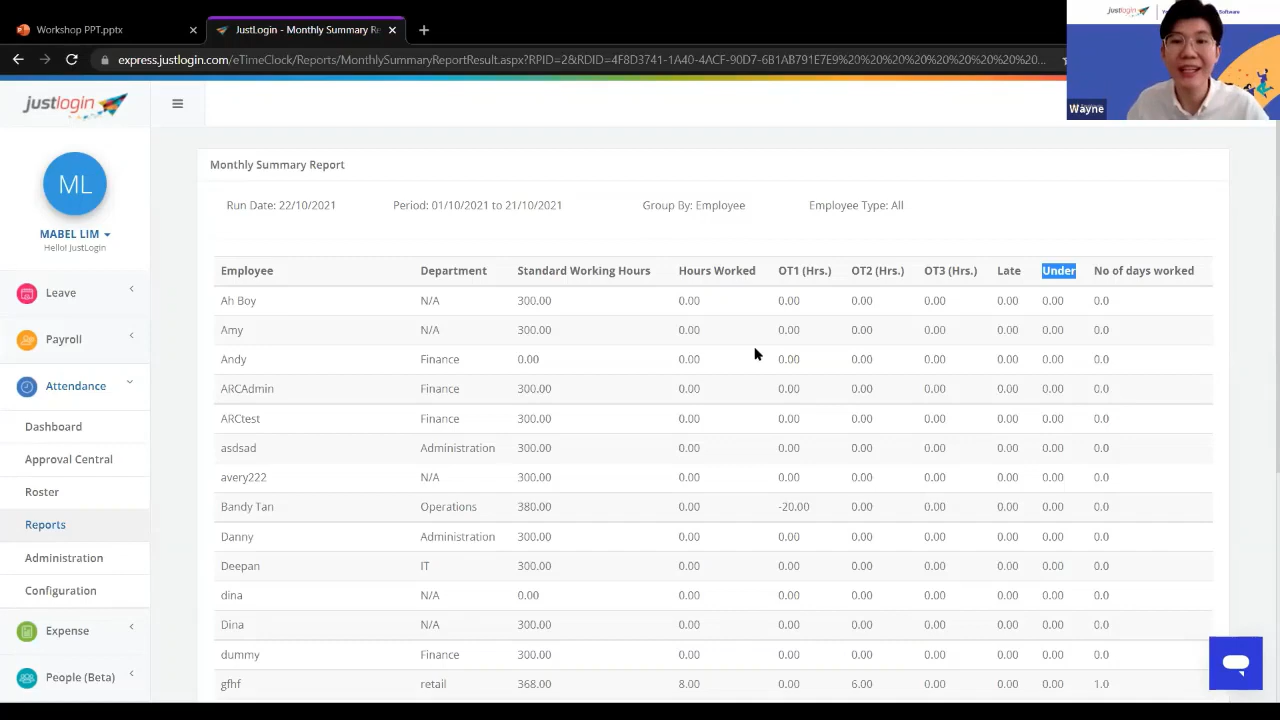 Workshop PPT.pptx
JustLogin - Monthly Summary Re
express.justlogin.com/eTimeClock/Reports/MonthlySummaryReportResult.aspx?RPID=2&RDID=4F8D3741-1A40-4ACF-90D7-6B1AB791E7E9%20%20%20%20%20%20%20%20%20...
justlogin
Software
Wayne
justlogin
ML
MABEL LIM
Hello! JustLogin
Leave
Payroll
Attendance
Dashboard
Approval Central
Roster
Reports
Administration
Configuration
Expense
People (Beta)
Monthly Summary Report
Run Date: 22/10/2021 Period: 01/10/2021 to 21/10/2021 Group By: Employee Employee Type: All
Employee Department Standard Working Hours Hours Worked OT1 (Hrs.) OT2 (Hrs.) OT3 (Hrs.) Late Under No of days worked
Ah Boy N/A 300.00 0.00 0.00 0.00 0.00 0.00 0.00 0.0
Amy N/A 300.00 0.00 0.00 0.00 0.00 0.00 0.00 0.0
Andy Finance 0.00 0.00 0.00 0.00 0.00 0.00 0.00 0.0
ARCAdmin Finance 300.00 0.00 0.00 0.00 0.00 0.00 0.00 0.0
ARCtest Finance 300.00 0.00 0.00 0.00 0.00 0.00 0.00 0.0
asdsad Administration 300.00 0.00 0.00 0.00 0.00 0.00 0.00 0.0
avery222 N/A 300.00 0.00 0.00 0.00 0.00 0.00 0.00 0.0
Bandy Tan Operations 380.00 0.00 -20.00 0.00 0.00 0.00 0.00 0.0
Danny Administration 300.00 0.00 0.00 0.00 0.00 0.00 0.00 0.0
Deepan IT 300.00 0.00 0.00 0.00 0.00 0.00 0.00 0.0
dina N/A 0.00 0.00 0.00 0.00 0.00 0.00 0.00 0.0
Dina N/A 300.00 0.00 0.00 0.00 0.00 0.00 0.00 0.0
dummy Finance 300.00 0.00 0.00 0.00 0.00 0.00 0.00 0.0
gfhf retail 368.00 8.00 0.00 6.00 0.00 0.00 0.00 1.0